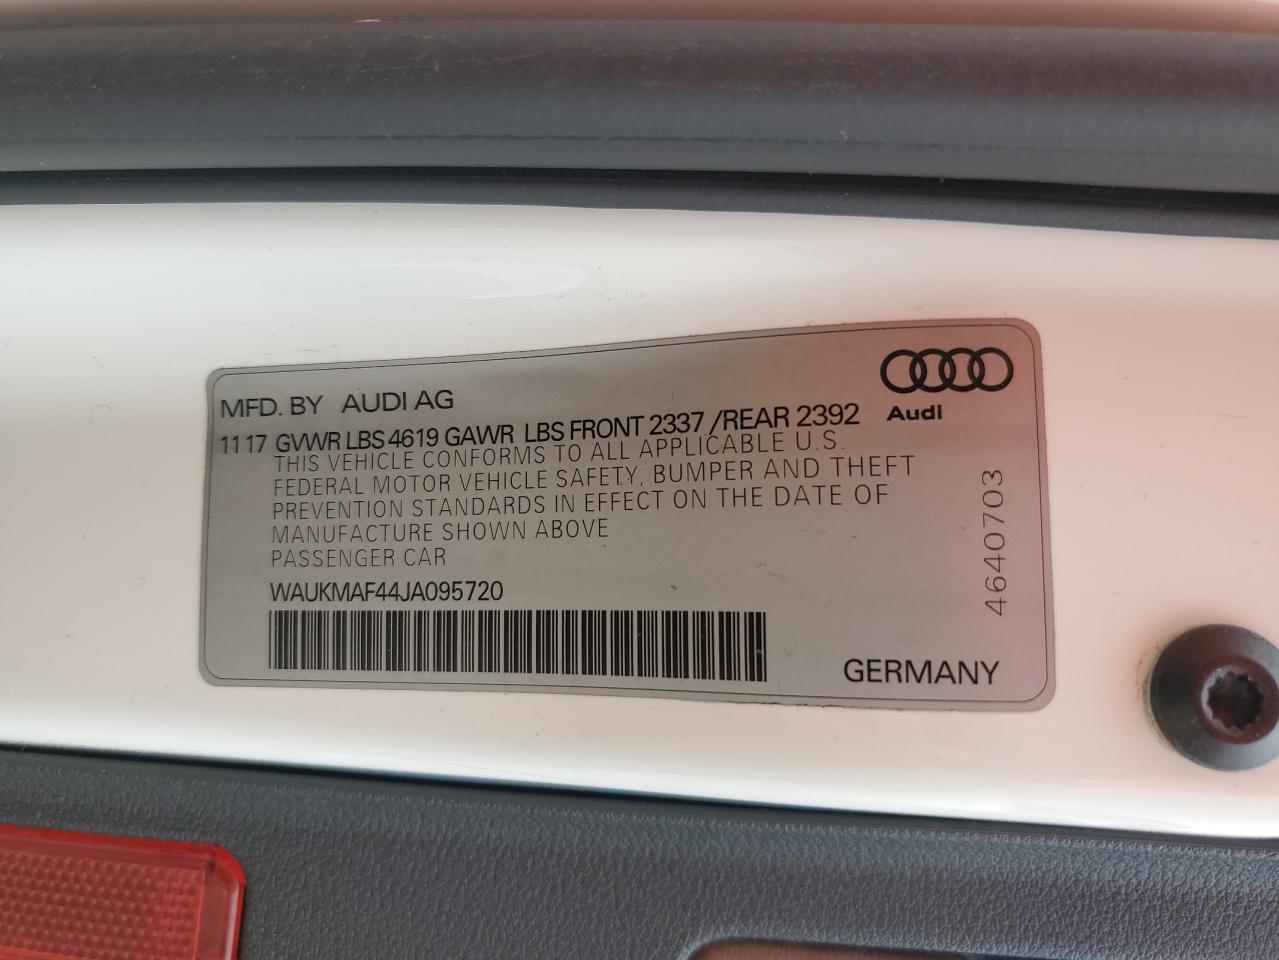 MFD. BY AUDI AG
Audi
11 17 GVWR LBS 4619 GAWR LBS FRONT 2337 /REAR 2392
THIS VEHICLE CONFORMS TO ALL APPLICABLE U.S.
FEDERAL MOTOR VEHICLE SAFETY, BUMPER AND THEFT
PREVENTION STANDARDS IN EFFECT ON THE DATE OF
MANUFACTURE SHOWN ABOVE
PASSENGER CAR
WAUKMAF44JA095720
4640703
GERMANY